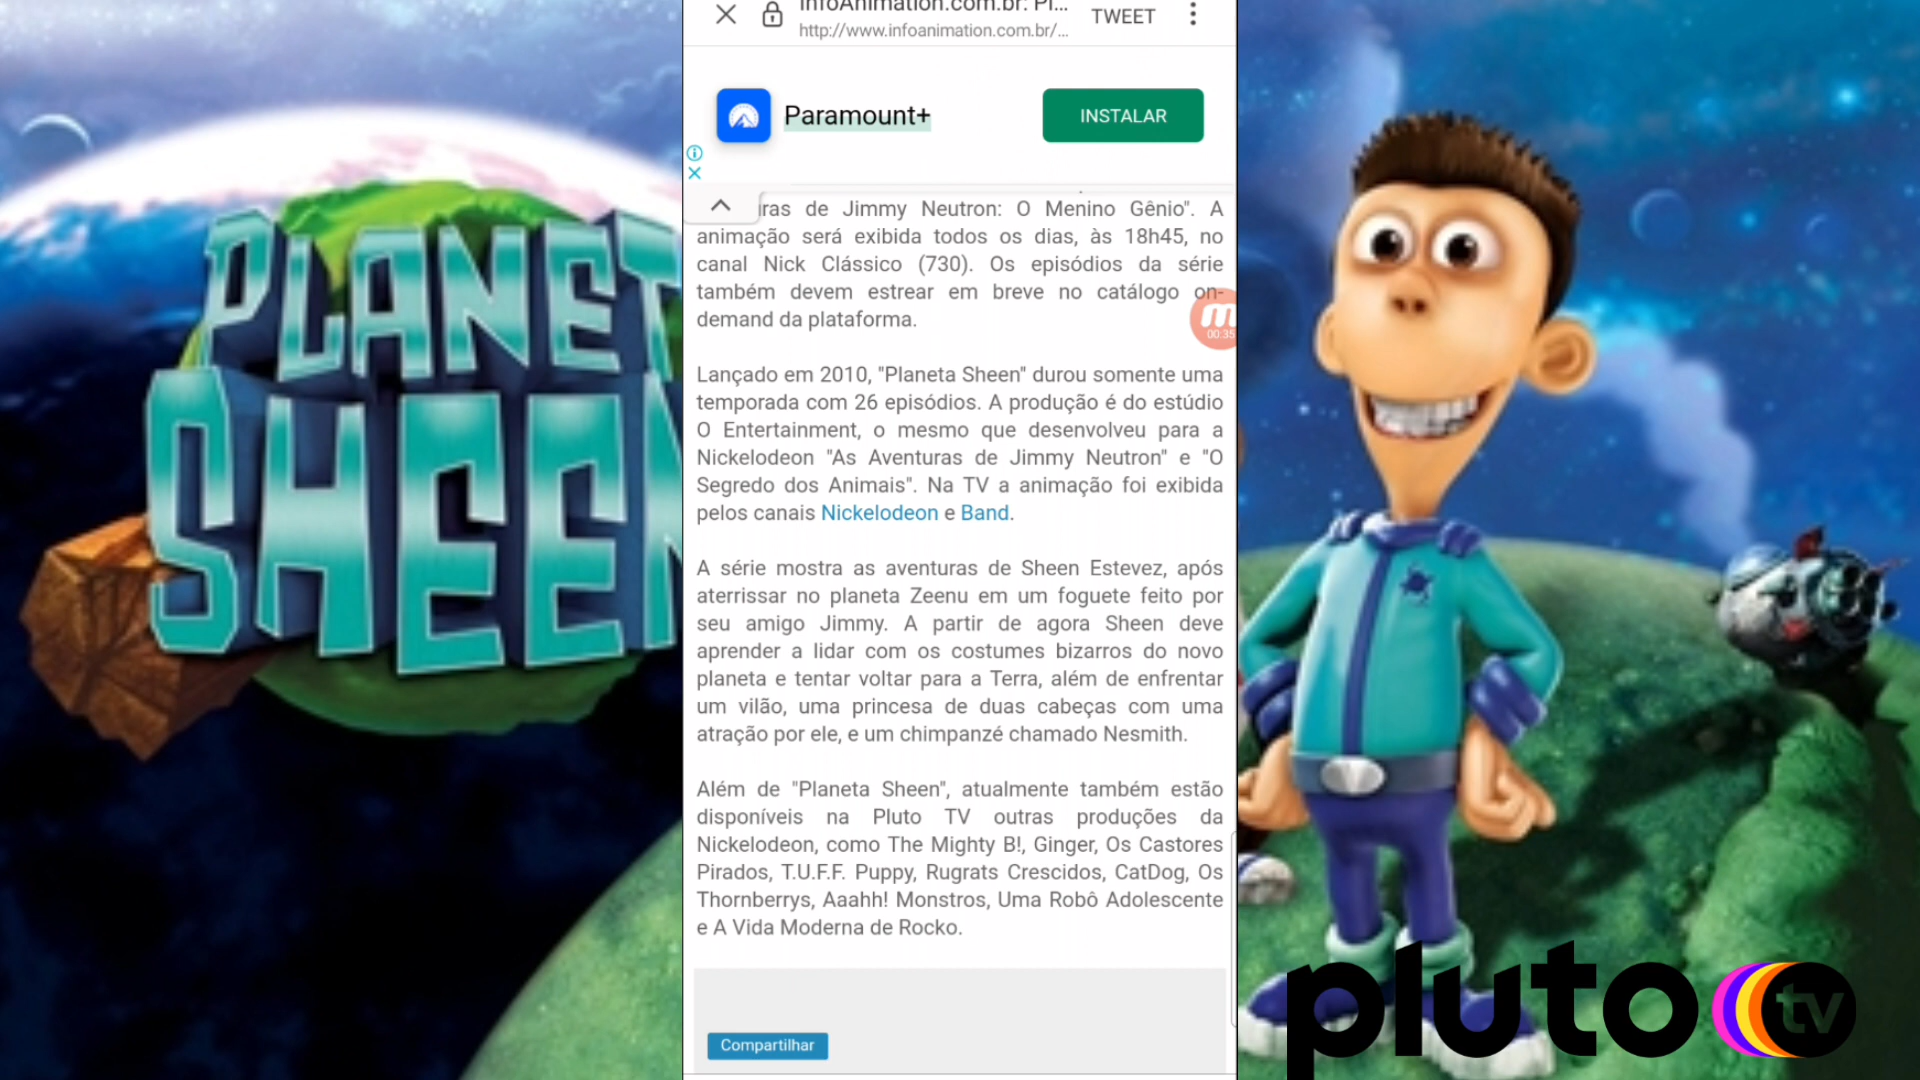 InfoAnimation.com.br: Pl...
http://www.infoanimation.com.br/...
TWEET
Paramount+
INSTALAR
uras de Jimmy Neutron: O Menino Gênio". A
animação será exibida todos os dias, às 18h45, no
canal Nick Clássico (730). Os episódios da série
também devem estrear em breve no catálogo on-
demand da plataforma.
00:35
Lançado em 2010, "Planeta Sheen" durou somente uma
temporada com 26 episódios. A produção é do estúdio
O Entertainment, o mesmo que desenvolveu para a
Nickelodeon "As Aventuras de Jimmy Neutron" e "O
Segredo dos Animais". Na TV a animação foi exibida
pelos canais Nickelodeon e Band.
A série mostra as aventuras de Sheen Estevez, após
aterrissar no planeta Zeenu em um foguete feito por
seu amigo Jimmy. A partir de agora Sheen deve
aprender a lidar com os costumes bizarros do novo
planeta e tentar voltar para a Terra, além de enfrentar
um vilão, uma princesa de duas cabeças com uma
atração por ele, e um chimpanzé chamado Nesmith.
Além de "Planeta Sheen", atualmente também estão
disponíveis na Pluto TV outras produções da
Nickelodeon, como The Mighty B!, Ginger, Os Castores
Pirados, T.U.F.F. Puppy, Rugrats Crescidos, CatDog, Os
Thornberrys, Aaahh! Monstros, Uma Robô Adolescente
e A Vida Moderna de Rocko.
Compartilhar
PLANET
SHEEN
pluto tv